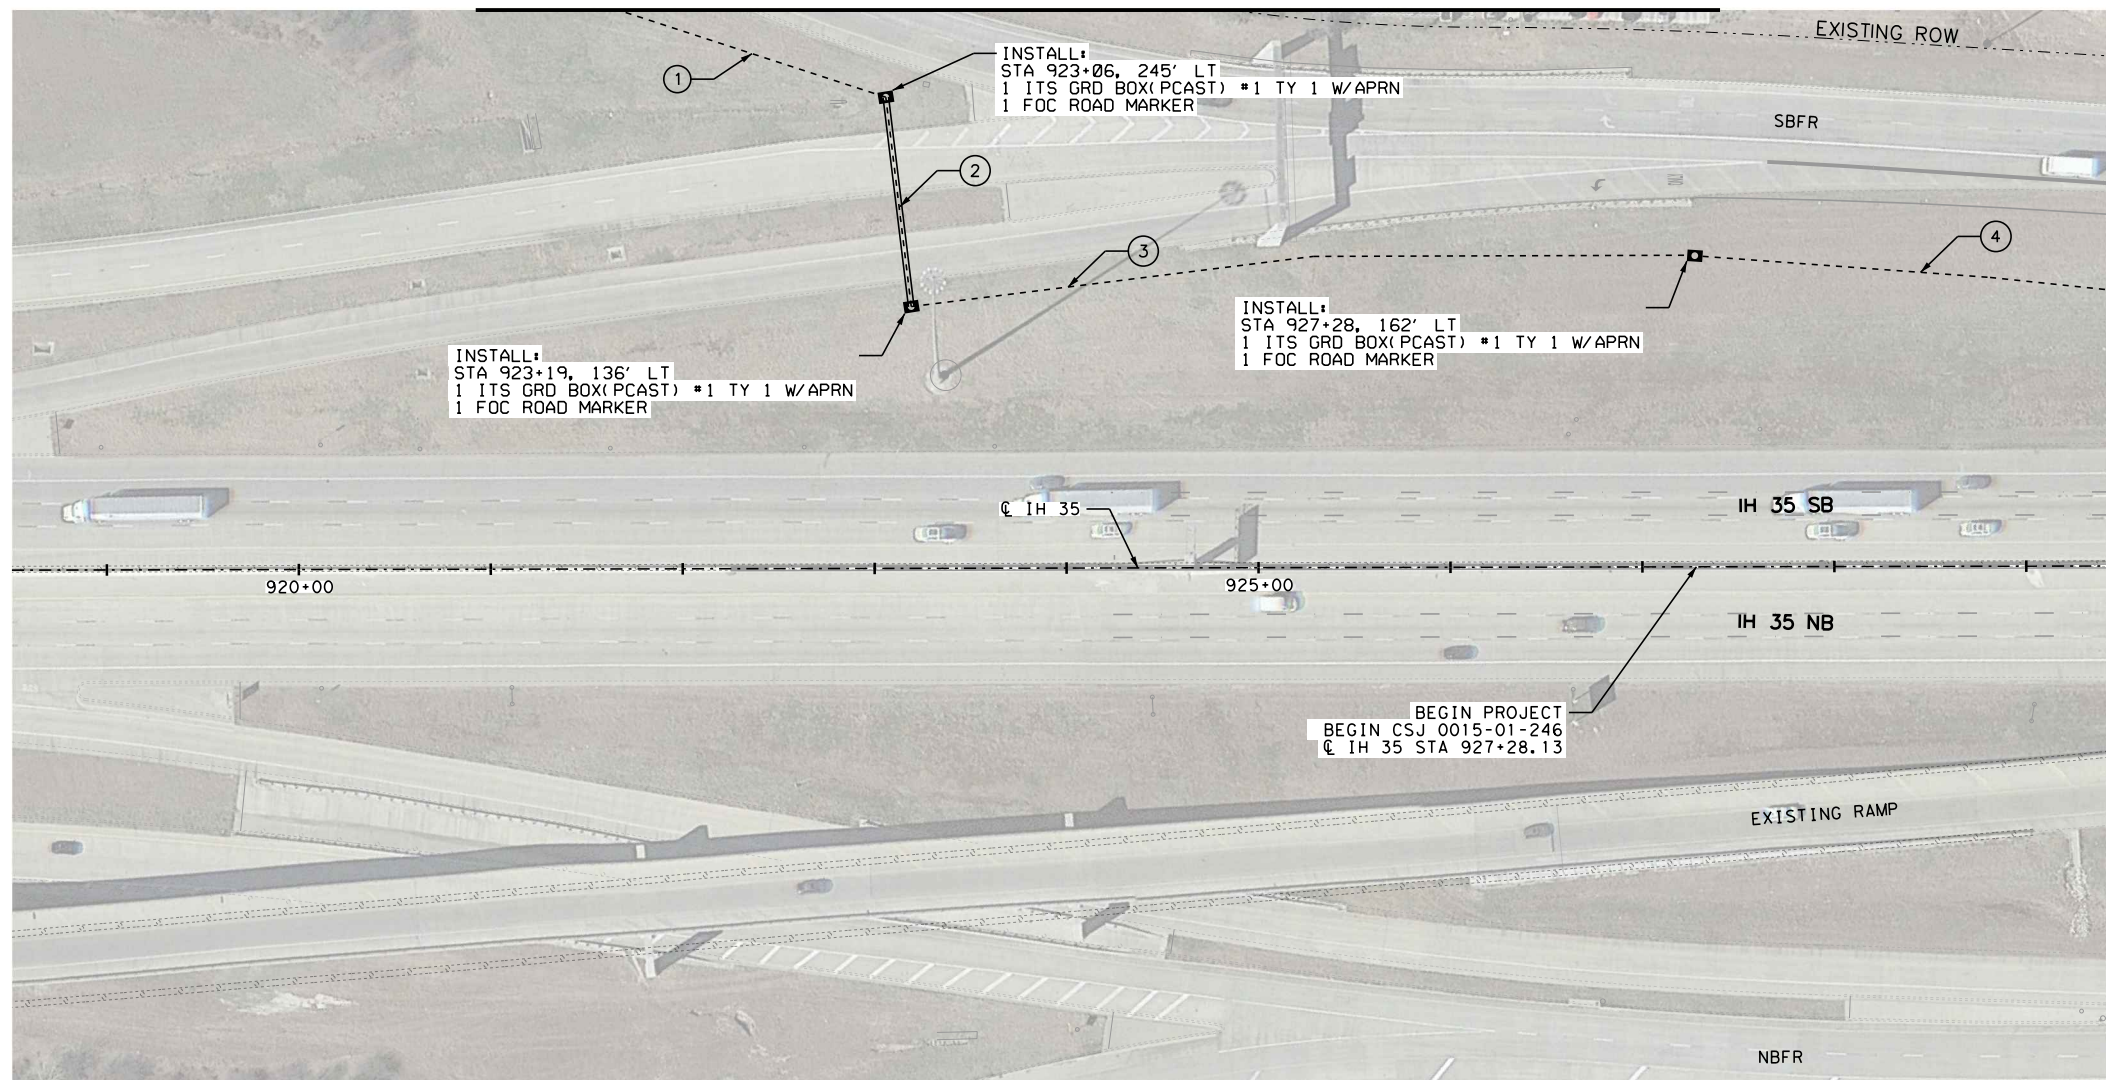 EXISTING ROW
1
INSTALL:
STA 923+06, 245' LT
1 ITS GRD BOX(PCAST) #1 TY 1 W/APRN
1 FOC ROAD MARKER
SBFR
2
3
4
INSTALL:
STA 927+28, 162' LT
1 ITS GRD BOX(PCAST) #1 TY 1 W/APRN
1 FOC ROAD MARKER
INSTALL:
STA 923+19, 136' LT
1 ITS GRD BOX(PCAST) #1 TY 1 W/APRN
1 FOC ROAD MARKER
℄ IH 35
IH 35 SB
920+00
925+00
IH 35 NB
BEGIN PROJECT
BEGIN CSJ 0015-01-246
℄ IH 35 STA 927+28.13
EXISTING RAMP
NBFR